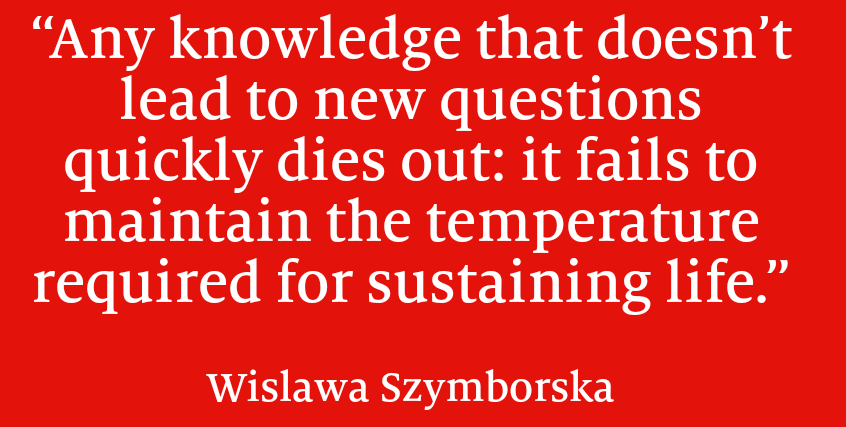 “Any knowledge that doesn’t
lead to new questions
quickly dies out: it fails to
maintain the temperature
required for sustaining life.”
Wislawa Szymborska